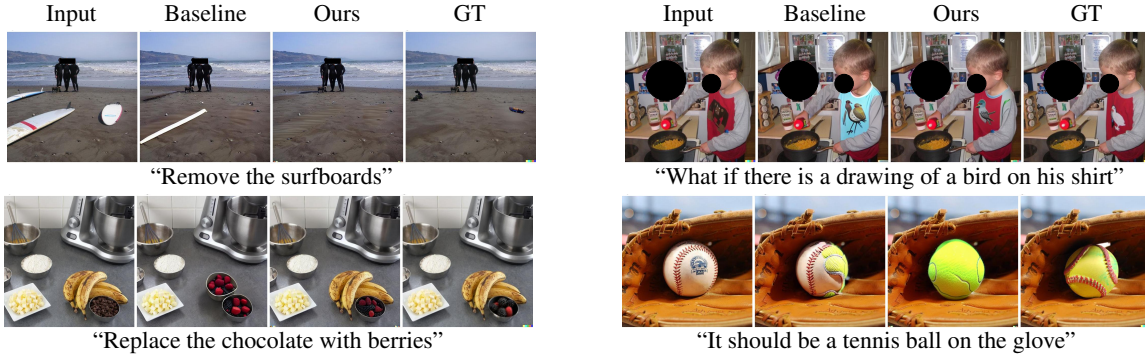 Input Baseline Ours GT
“Remove the surfboards”
“Replace the chocolate with berries”
Input Baseline Ours GT
“What if there is a drawing of a bird on his shirt”
“It should be a tennis ball on the glove”